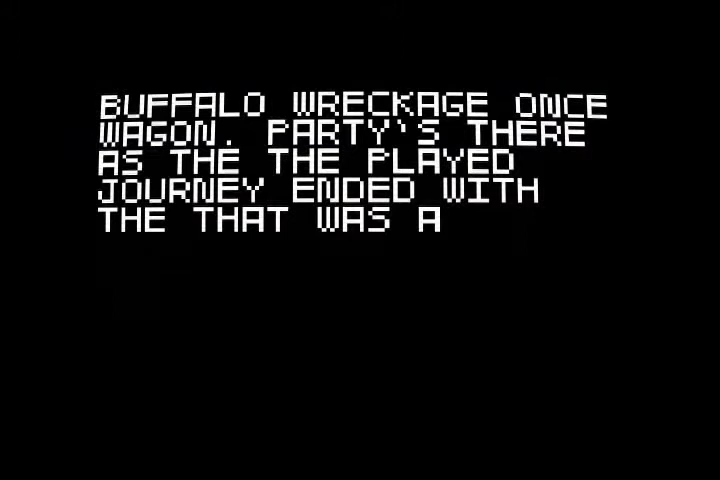 BUFFALO WRECKAGE ONCE
WAGON. PARTY'S THERE
AS THE THE PLAYED
JOURNEY ENDED WITH
THE THAT WAS A